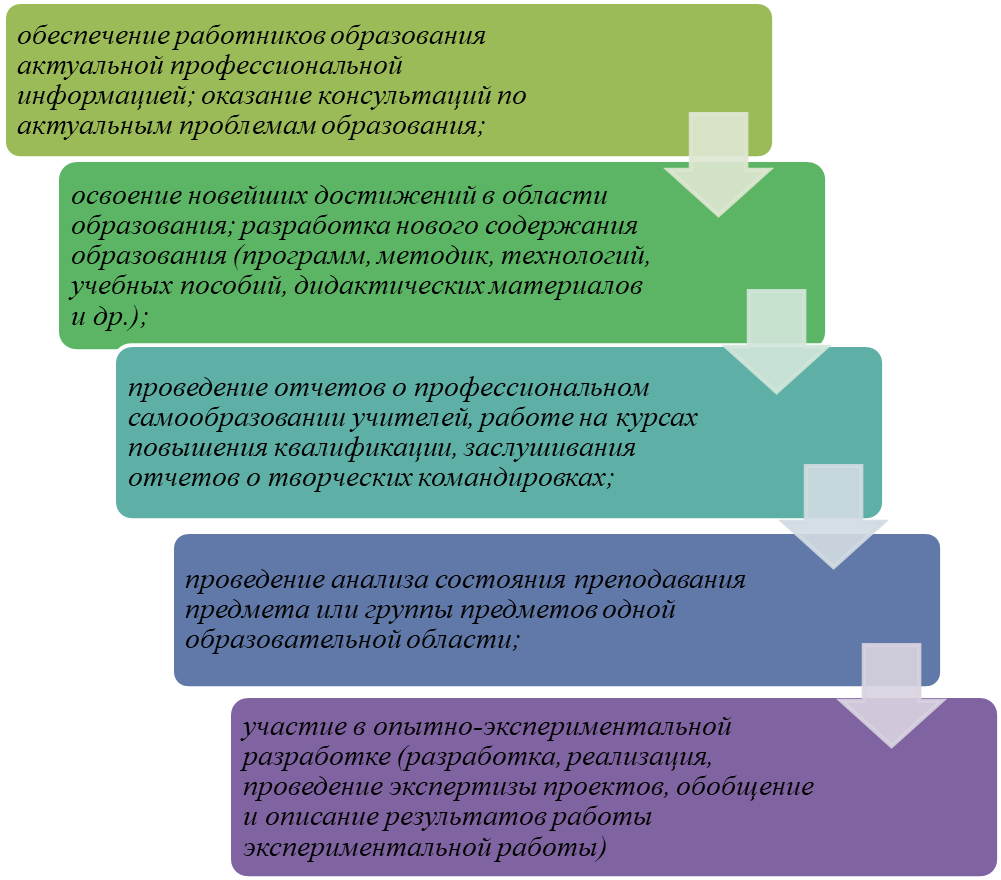 обеспечение работников образования
актуальной профессиональной
информацией; оказание консультаций по
актуальным проблемам образования;
освоение новейших достижений в области
образования; разработка нового содержания
образования (программ, методик, технологий,
учебных пособий, дидактических материалов
и др.);
проведение отчетов о профессиональном
самообразовании учителей, работе на курсах
повышения квалификации, заслушивания
отчетов о творческих командировках;
проведение анализа состояния преподавания
предмета или группы предметов одной
образовательной области;
участие в опытно-экспериментальной
разработке (разработка, реализация,
проведение экспертизы проектов, обобщение
и описание результатов работы
экспериментальной работы)